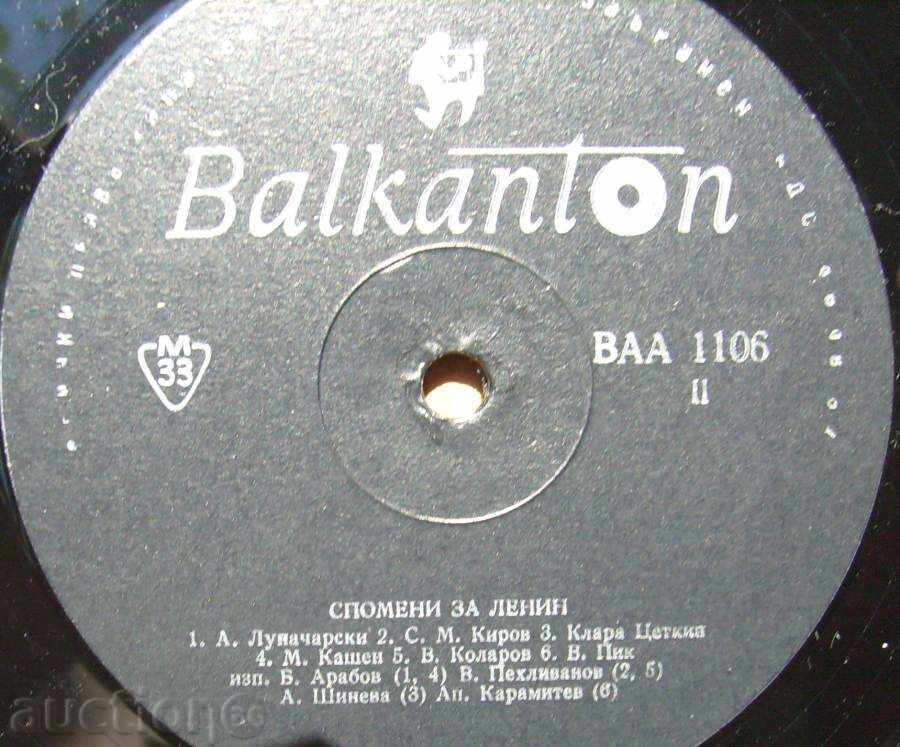 Balkanton
М
33
ВАА 1106
II
СПОМЕНИ ЗА ЛЕНИН
1. А. Луначарски 2. С. М. Киров 3. Клара Цеткин
4. М. Кашен 5. В. Коларов 6. В. Пик
изп. Б. Арабов (1, 4) В. Пехливанов (2, 5)
А. Шинева (3) Ап. Карамитев (6)
auction